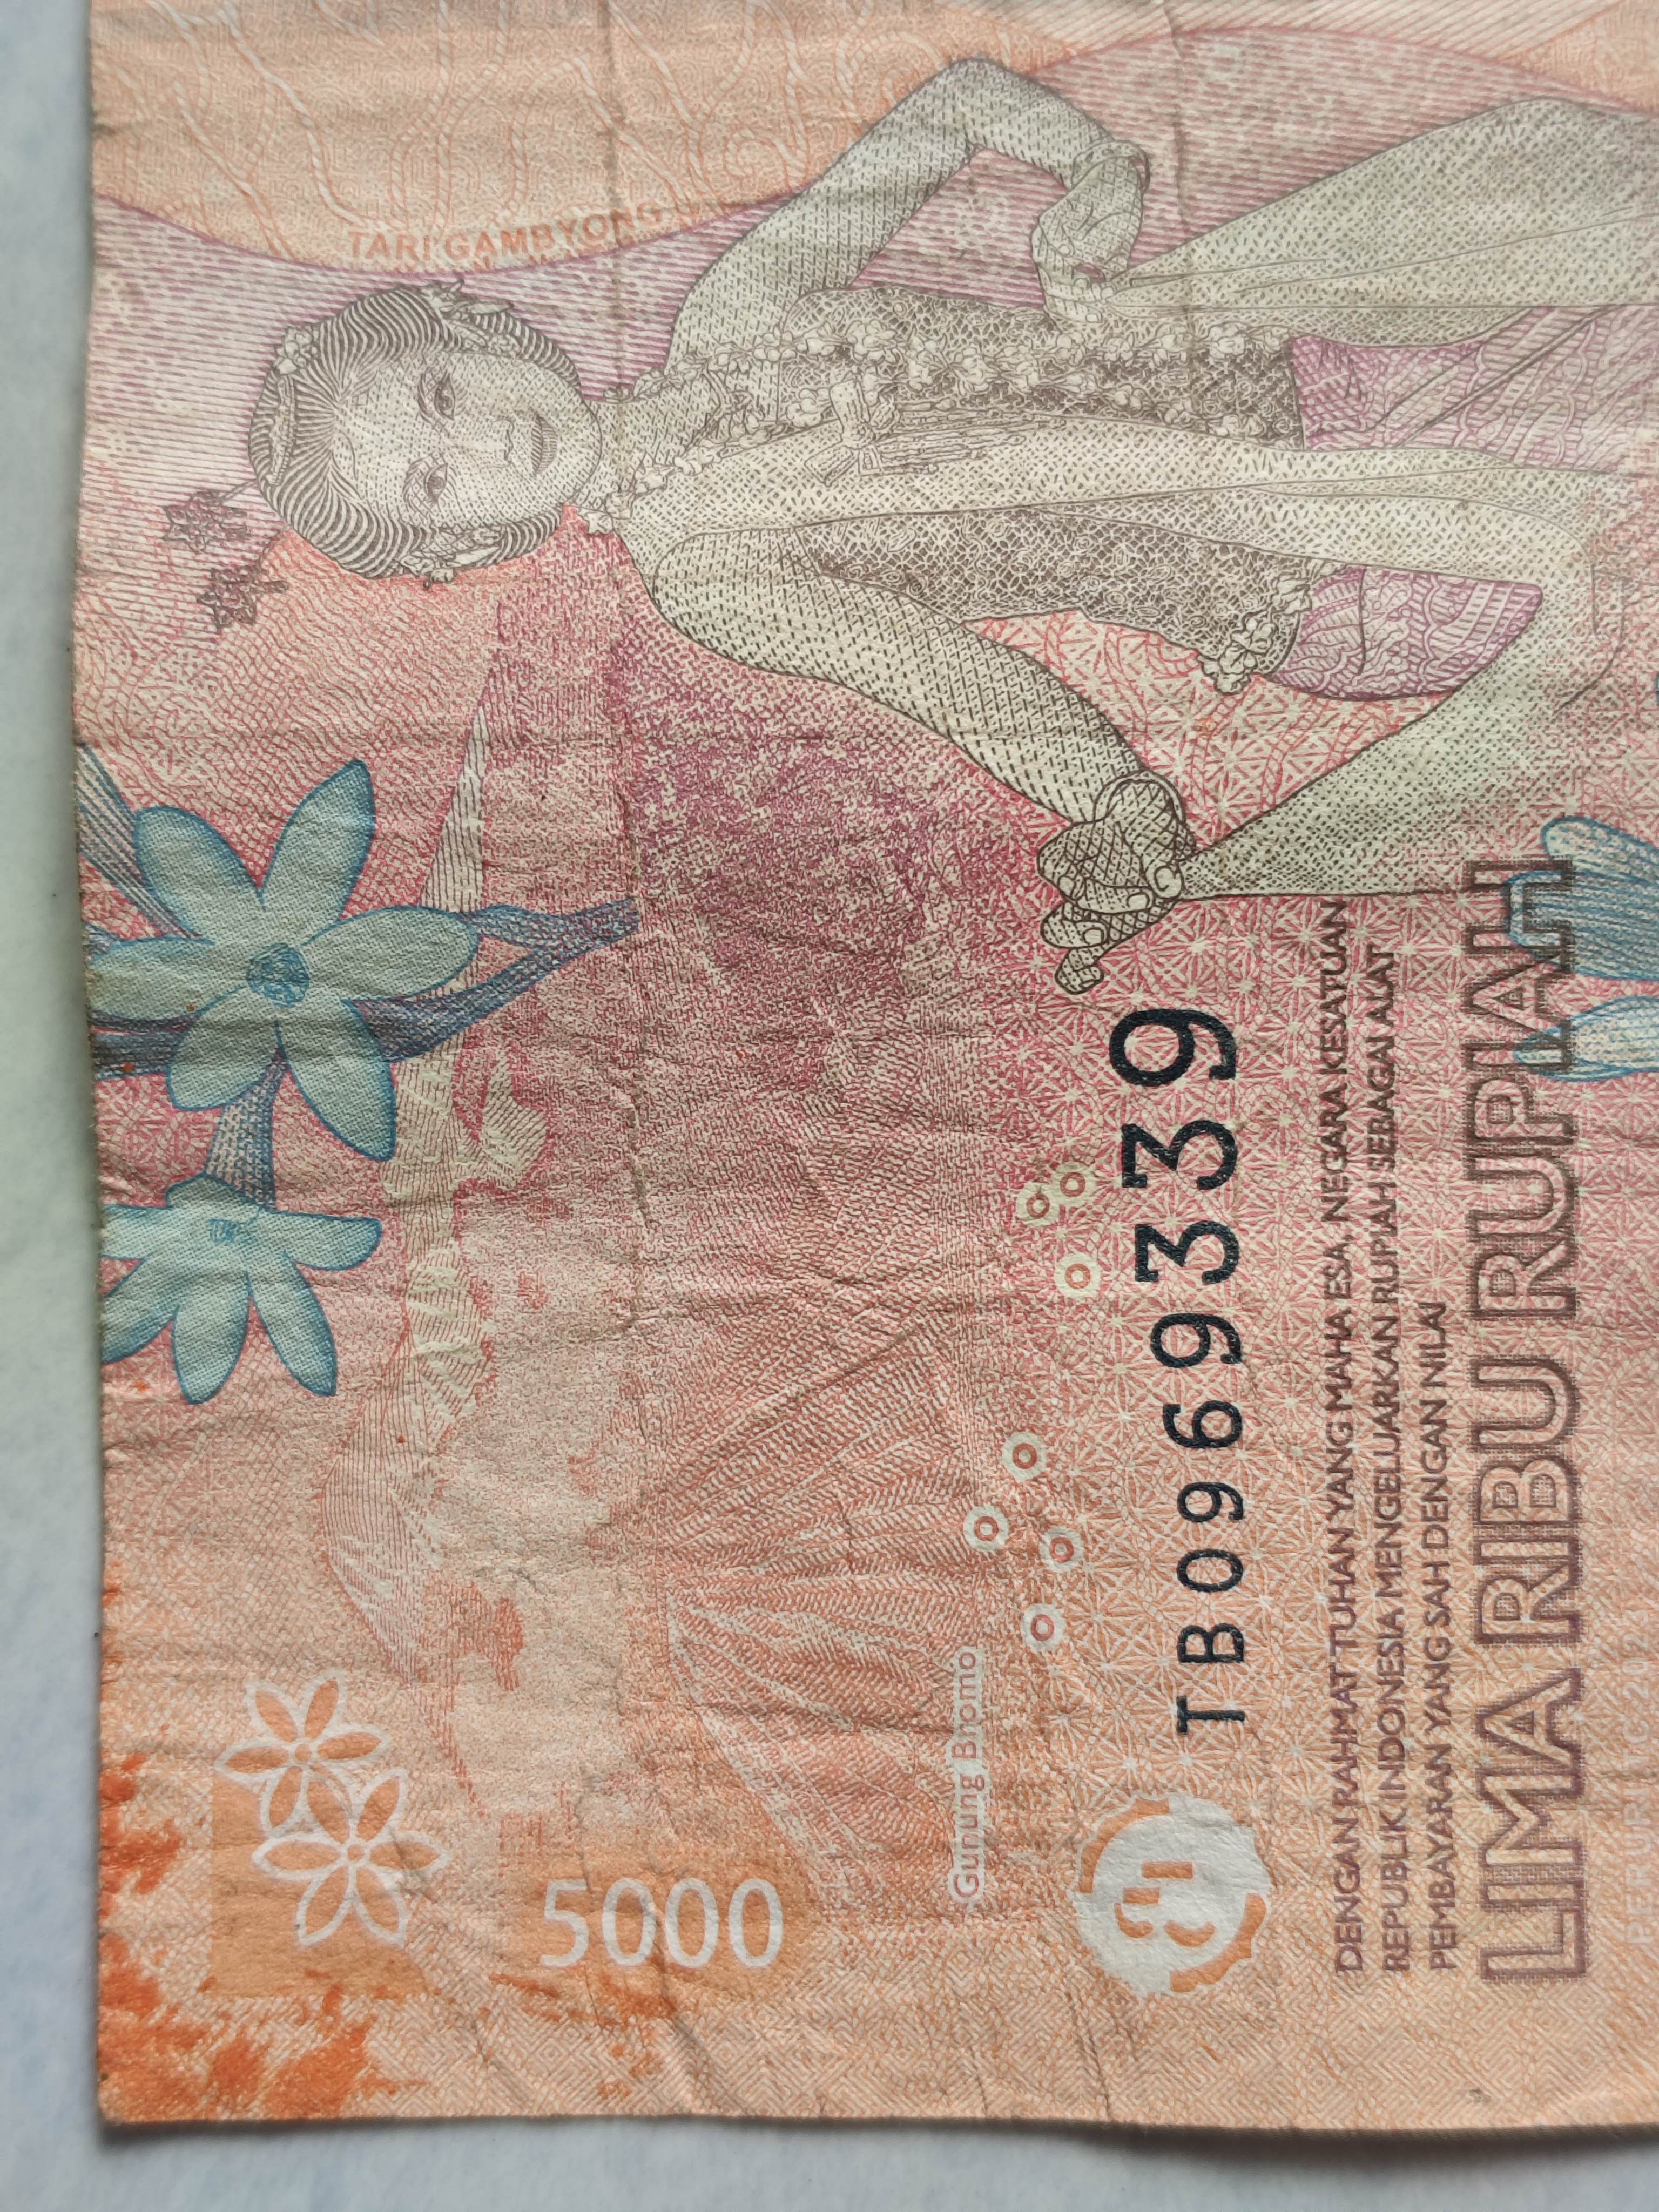 TARI GAMBYONG
5000
Gunung Bromo
TBO969339
DENGAN RAHMAT TUHAN YANG MAHA ESA, NEGARA KESATUAN
REPUBLIK INDONESIA MENGELUARKAN RUPIAH SEBAGAI ALAT
PEMBAYARAN YANG SAH DENGAN NILAI
LIMA RIBU RUPIAH
PERURI